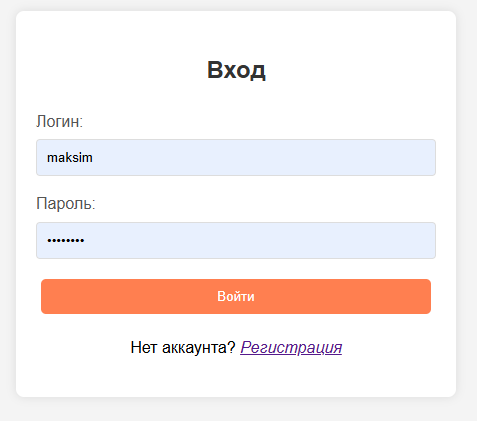 Вход
Логин:
maksim
Пароль:
••••••••
Войти
Нет аккаунта? Регистрация